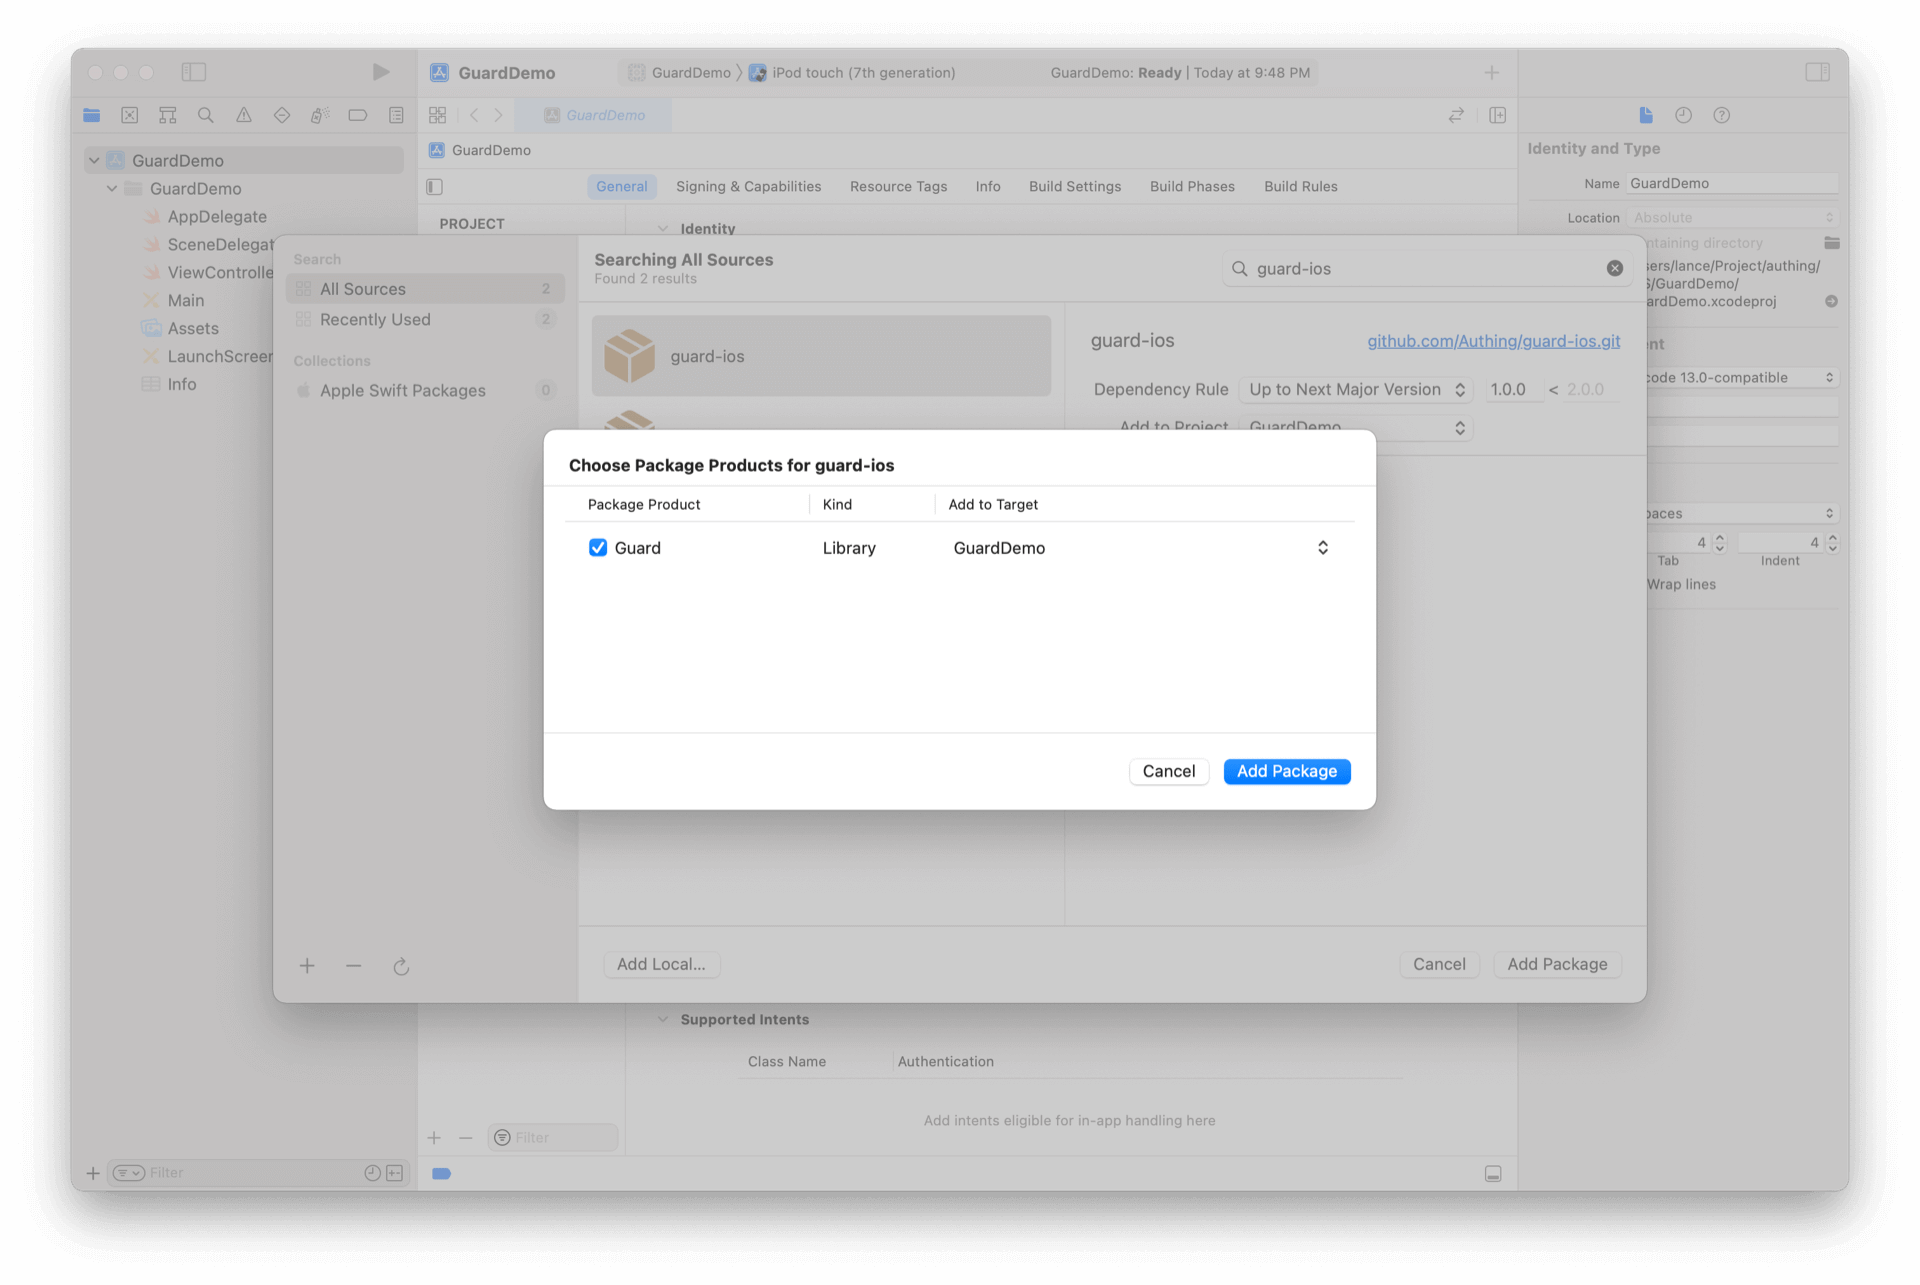 GuardDemo
GuardDemo
iPod touch (7th generation)
GuardDemo: Ready | Today at 9:48 PM
GuardDemo
GuardDemo
GuardDemo
AppDelegate
SceneDelegat
ViewControlle
Main
Assets
LaunchScreen
Info
Filter
GuardDemo
General
Signing & Capabilities
Resource Tags
Info
Build Settings
Build Phases
Build Rules
PROJECT
Identity
Identity and Type
Name
GuardDemo
Location
Absolute
ntaining directory
sers/lance/Project/authing/
S/GuardDemo/
ardDemo.xcodeproj
nt
code 13.0-compatible
paces
4
4
Tab
Indent
Wrap lines
Search
All Sources
2
Recently Used
2
Collections
Apple Swift Packages
0
Searching All Sources
Found 2 results
guard-ios
guard-ios
guard-ios
github.com/Authing/guard-ios.git
Dependency Rule
Up to Next Major Version
1.0.0 < 2.0.0
Add to Project
GuardDemo
Choose Package Products for guard-ios
Package Product
Kind
Add to Target
Guard
Library
GuardDemo
Cancel
Add Package
Add Local...
Cancel
Add Package
Supported Intents
Class Name
Authentication
Add intents eligible for in-app handling here
Filter